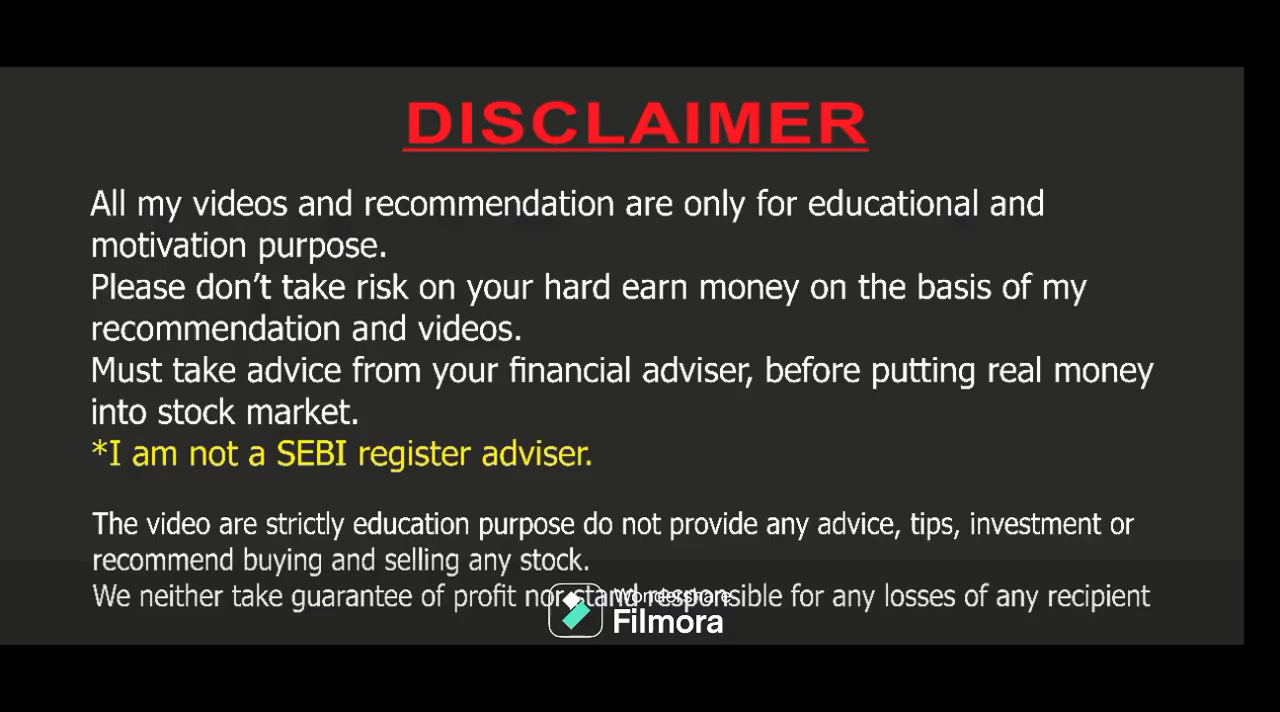 DISCLAIMER
All my videos and recommendation are only for educational and
motivation purpose.
Please don't take risk on your hard earn money on the basis of my
recommendation and videos.
Must take advice from your financial adviser, before putting real money
into stock market.
*I am not a SEBI register adviser.
The video are strictly education purpose do not provide any advice, tips, investment or
recommend buying and selling any stock.
We neither take guarantee of profit nor stand responsible for any losses of any recipient
Wondershare
Filmora